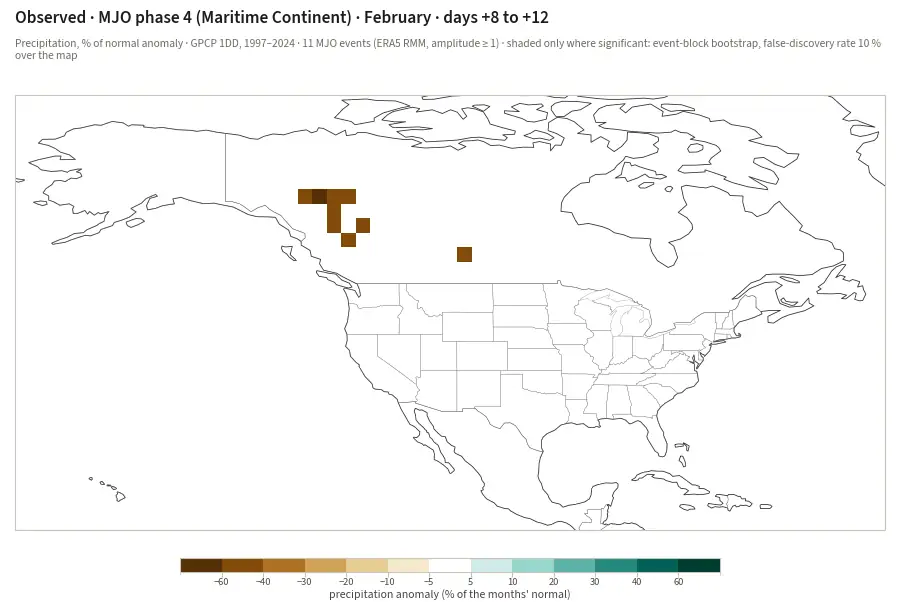 Observed · MJO phase 4 (Maritime Continent) · February · days +8 to +12
Precipitation, % of normal anomaly · GPCP 1DD, 1997–2024 · 11 MJO events (ERA5 RMM, amplitude ≥ 1) · shaded only where significant: event-block bootstrap, false-discovery rate 10 %
over the map
−60 −40 −30 −20 −10 −5 5 10 20 30 40 60
precipitation anomaly (% of the months' normal)